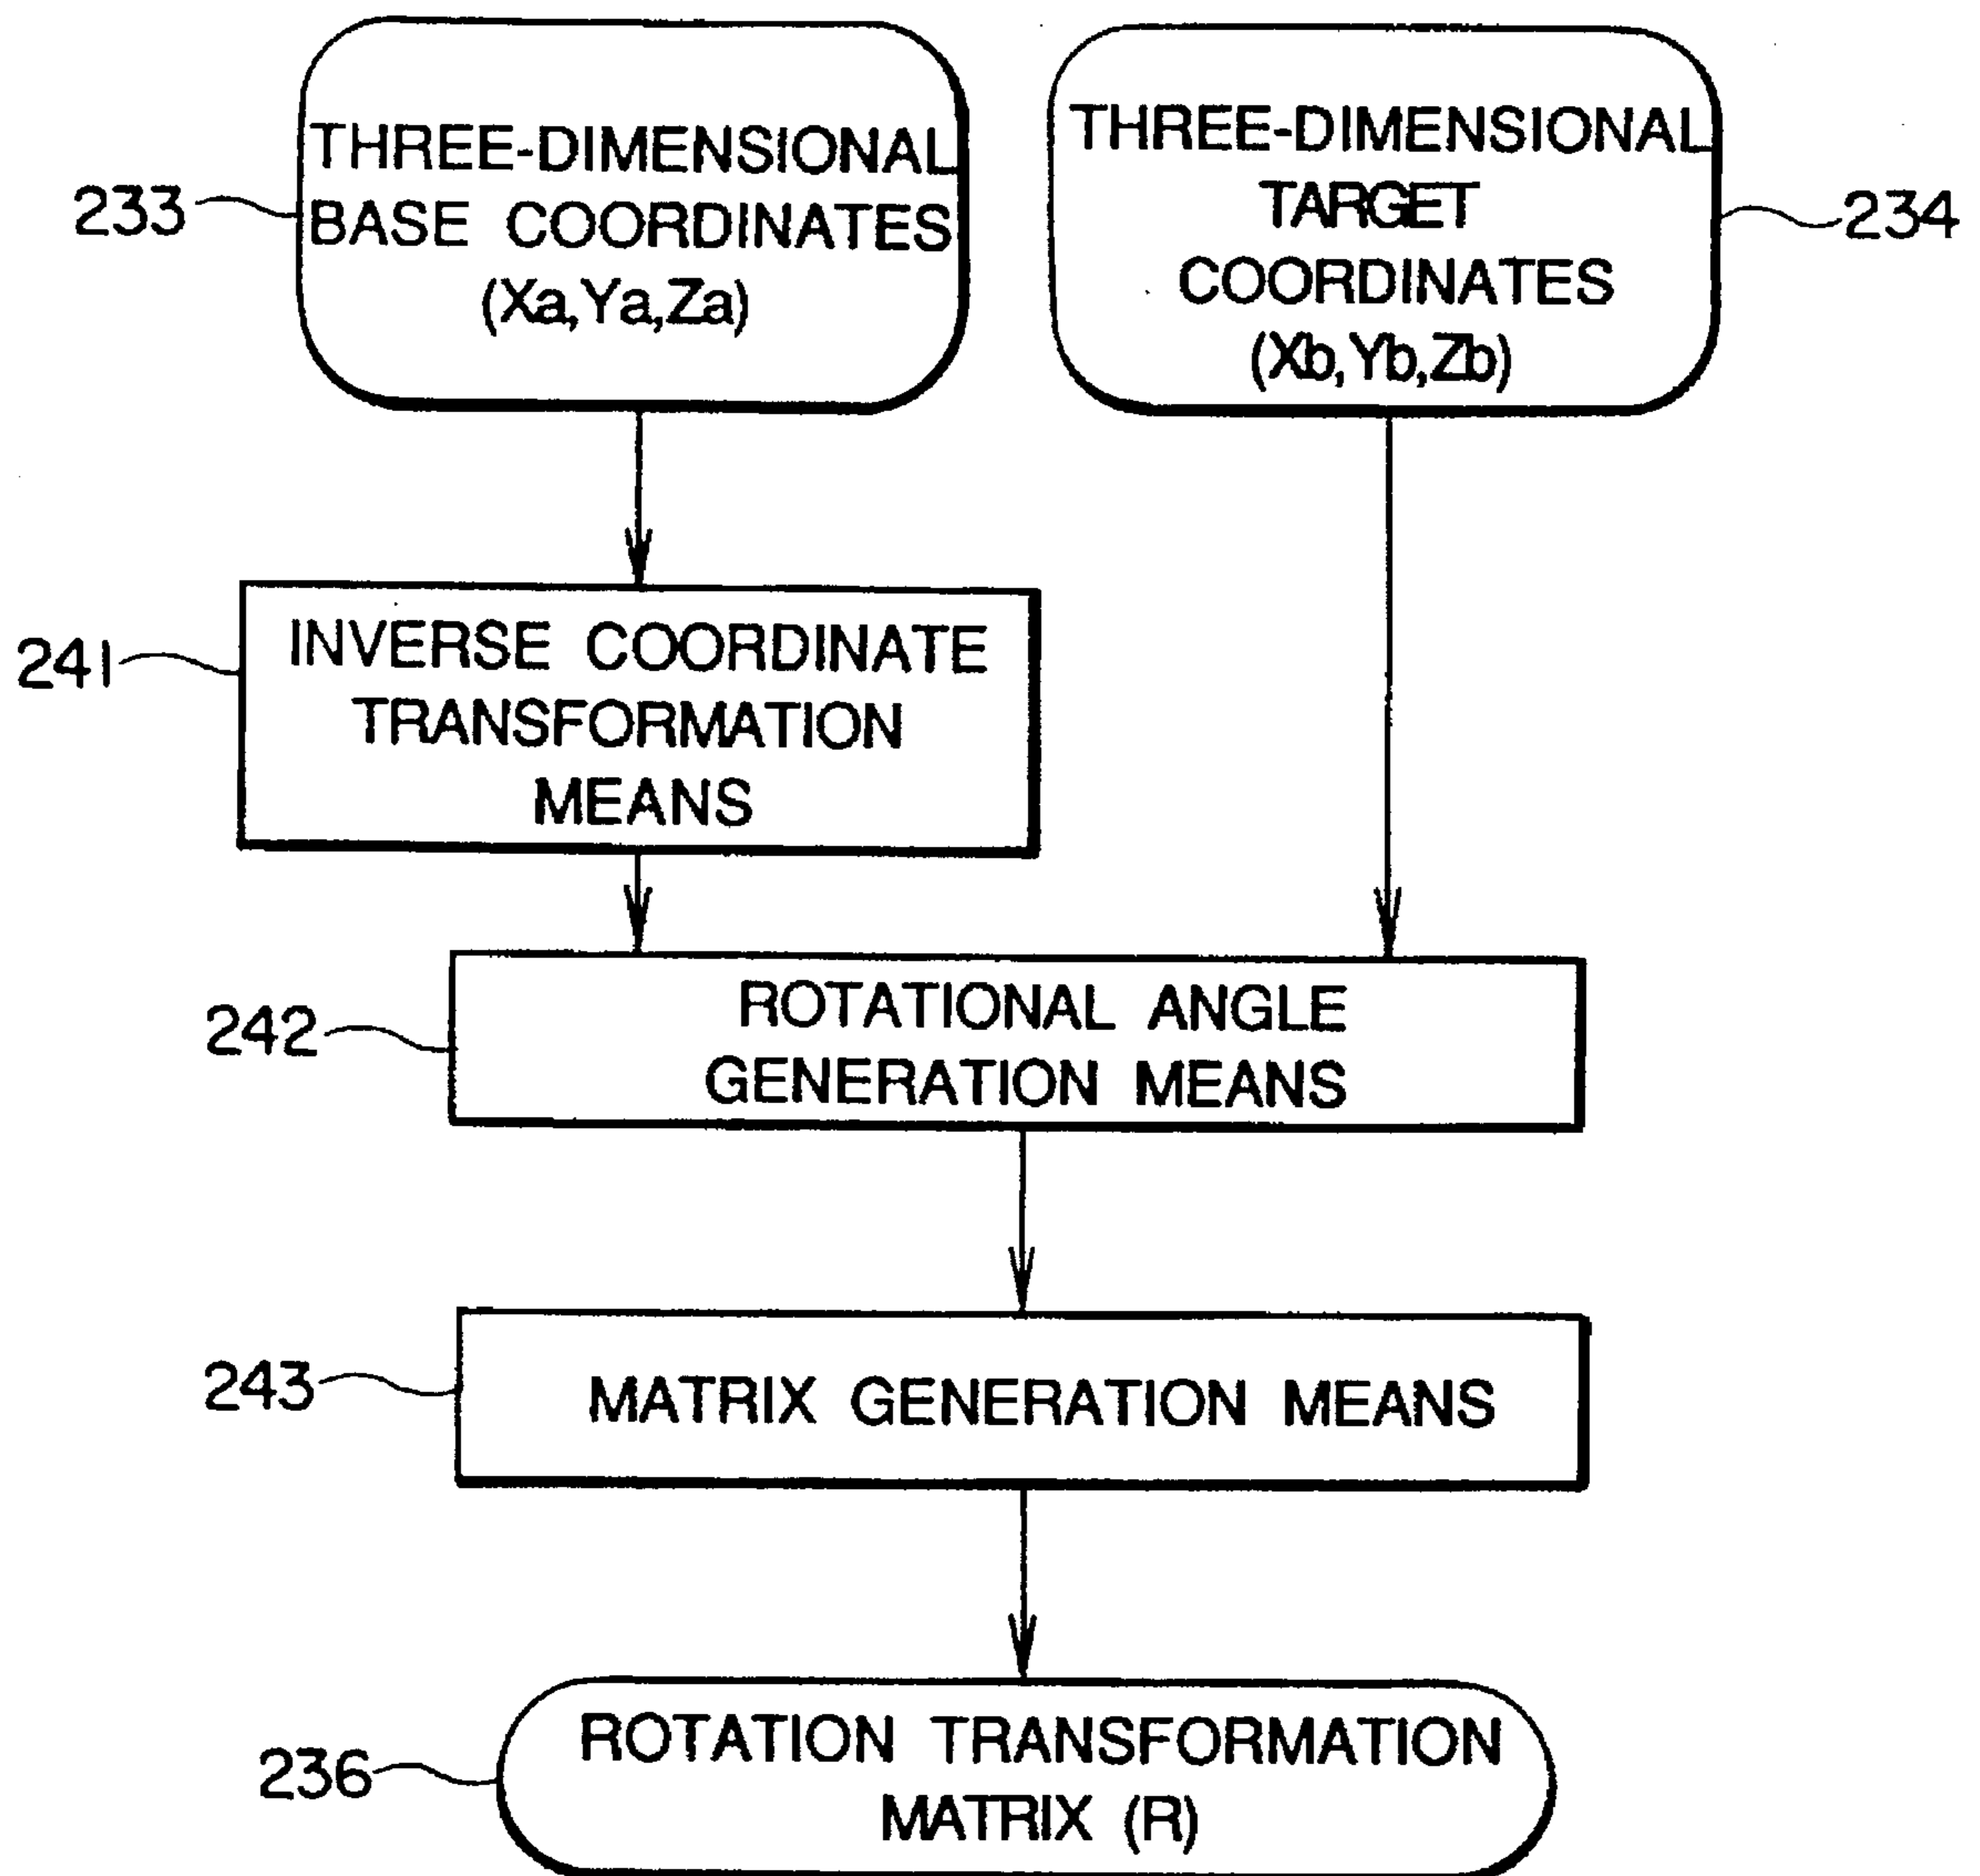 THREE-DIMENSIONAL
BASE COORDINATES
(Xa,Ya,Za)
233
THREE-DIMENSIONAL
TARGET
COORDINATES
(Xb,Yb,Zb)
234
241
INVERSE COORDINATE
TRANSFORMATION
MEANS
242
ROTATIONAL ANGLE
GENERATION MEANS
243
MATRIX GENERATION MEANS
236
ROTATION TRANSFORMATION
MATRIX (R)